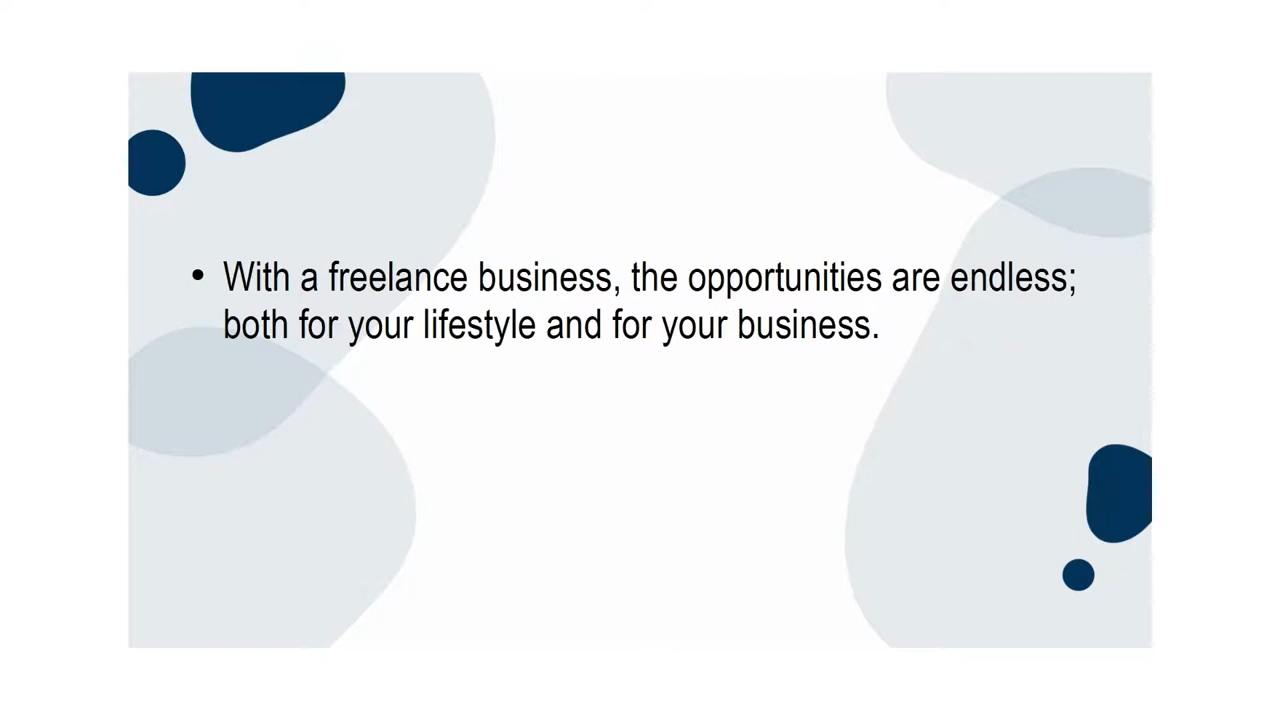 • With a freelance business, the opportunities are endless;
both for your lifestyle and for your business.